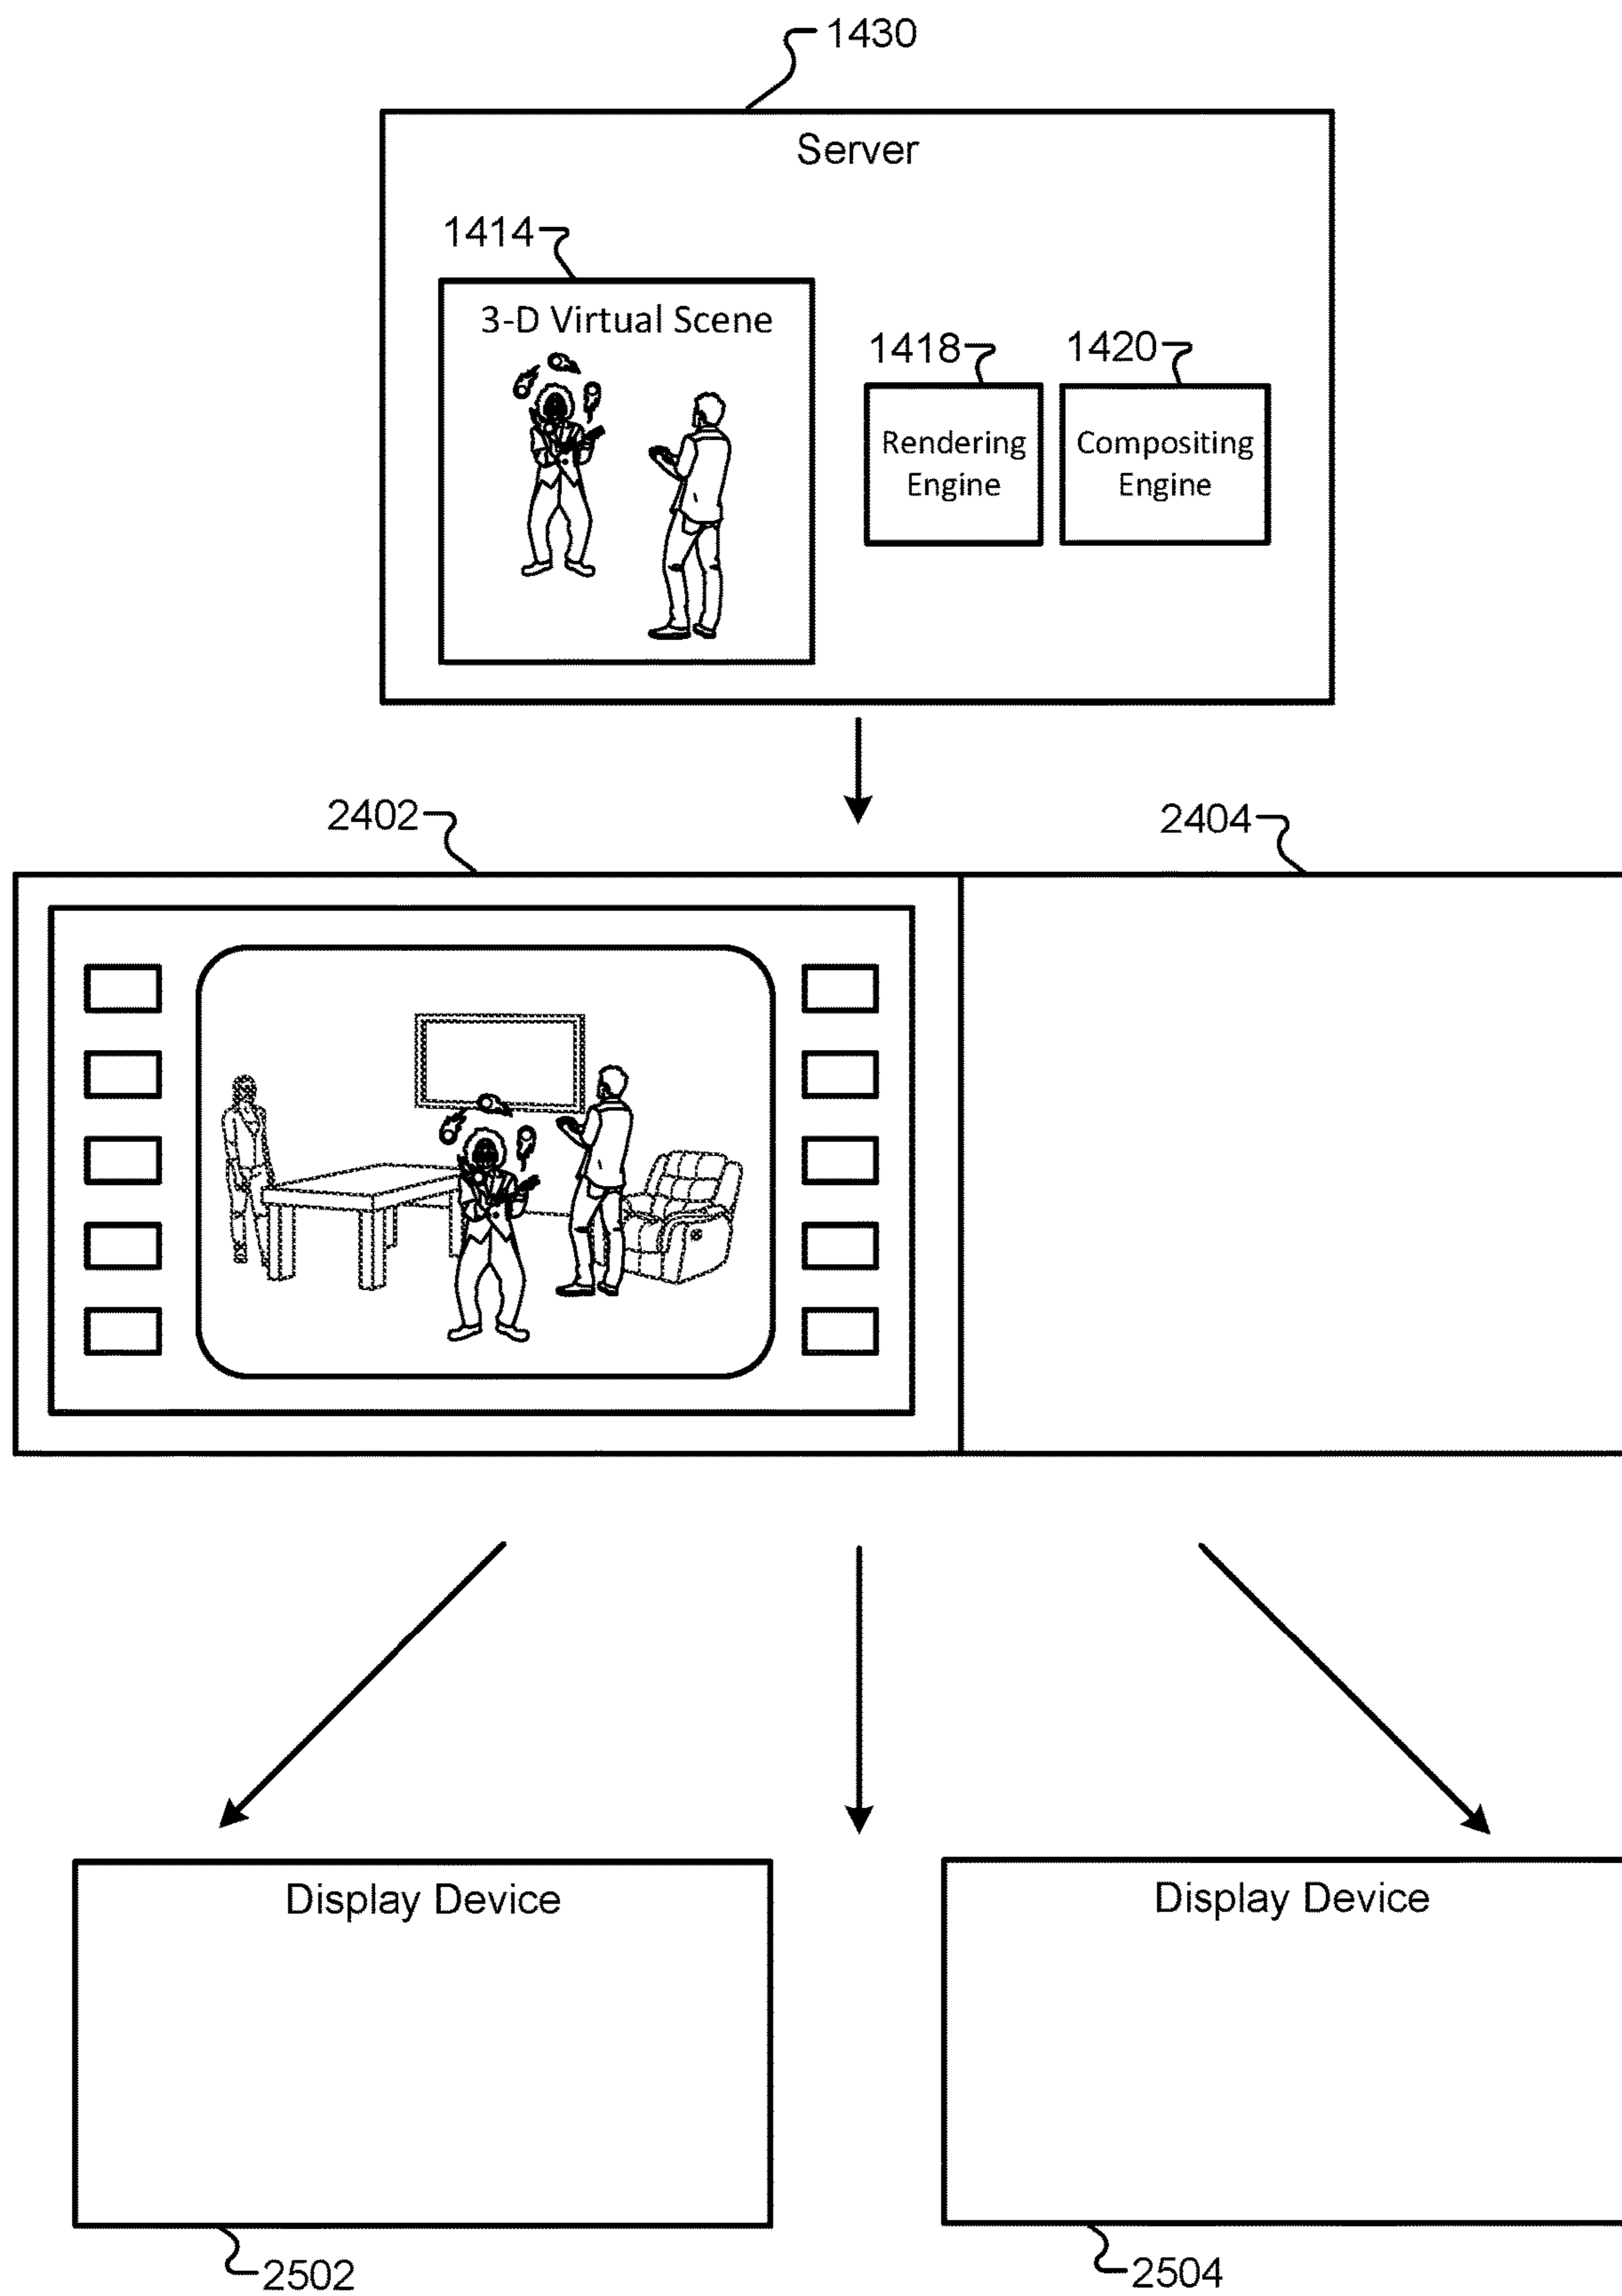 1430
Server
1414
3-D Virtual Scene
1418
1420
Rendering
Engine
Compositing
Engine
2402
2404
Display Device
Display Device
2502
2504